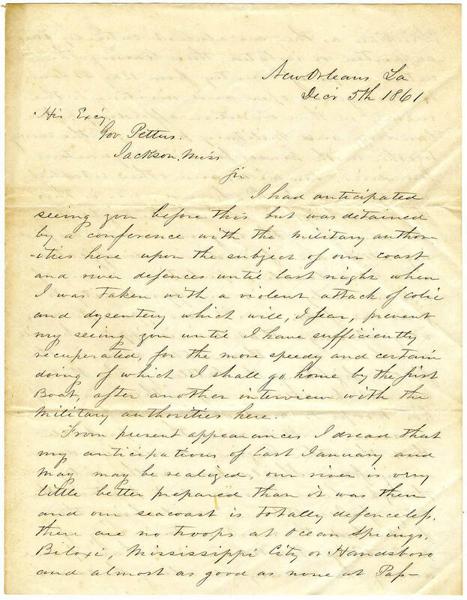 New Orleans La
Dec'r 5th 1861.
His Exc'y
Gov. Pettus.
Jackson, Miss
Sir
I had anticipated
seeing you before this but was detained
by a conference with the Military author
-ities here upon the subject of our coast
and river defences until last night when
I was taken with a violent attack of colic
and dysentery which will, I fear, prevent
my seeing you until I have sufficiently
recuperated, for the more speedy and certain
doing of which I shall go home by the first
Boat, after another interview with the
Military authorities here.
From present appearances I dread that
my anticipations of last January and
May may be realized, our river is very
little better prepared than it was then
and our seacoast is totally defenceless.
there are no troops at Ocean Springs.
Biloxi, Mississippi City or Handsboro
and almost as good as none at Pass-